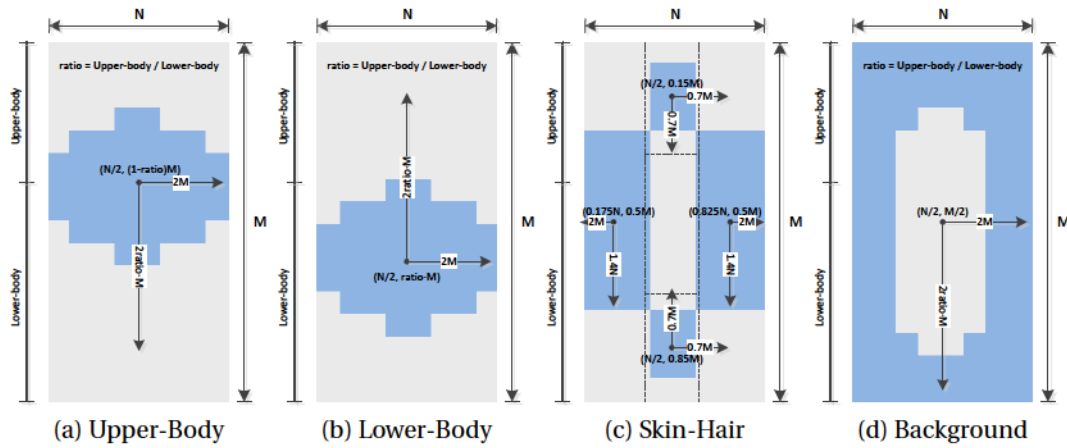 N
ratio = Upper-body / Lower-body
Upper-body
Lower-body
(N/2, (1-ratio)M)
2M
2ratio-M
M
(a) Upper-Body
N
ratio = Upper-body / Lower-body
Upper-body
Lower-body
2ratio-M
2M
(N/2, ratio-M)
M
(b) Lower-Body
N
Upper-body
Lower-body
(N/2, 0.15M)
0.7M
0.7M
(0.175N, 0.5M)
(0.825N, 0.5M)
2M
2M
1.4N
1.4N
0.7M
0.7M
(N/2, 0.85M)
M
(c) Skin-Hair
N
ratio = Upper-body / Lower-body
Upper-body
Lower-body
(N/2, M/2)
2M
2ratio-M
M
(d) Background